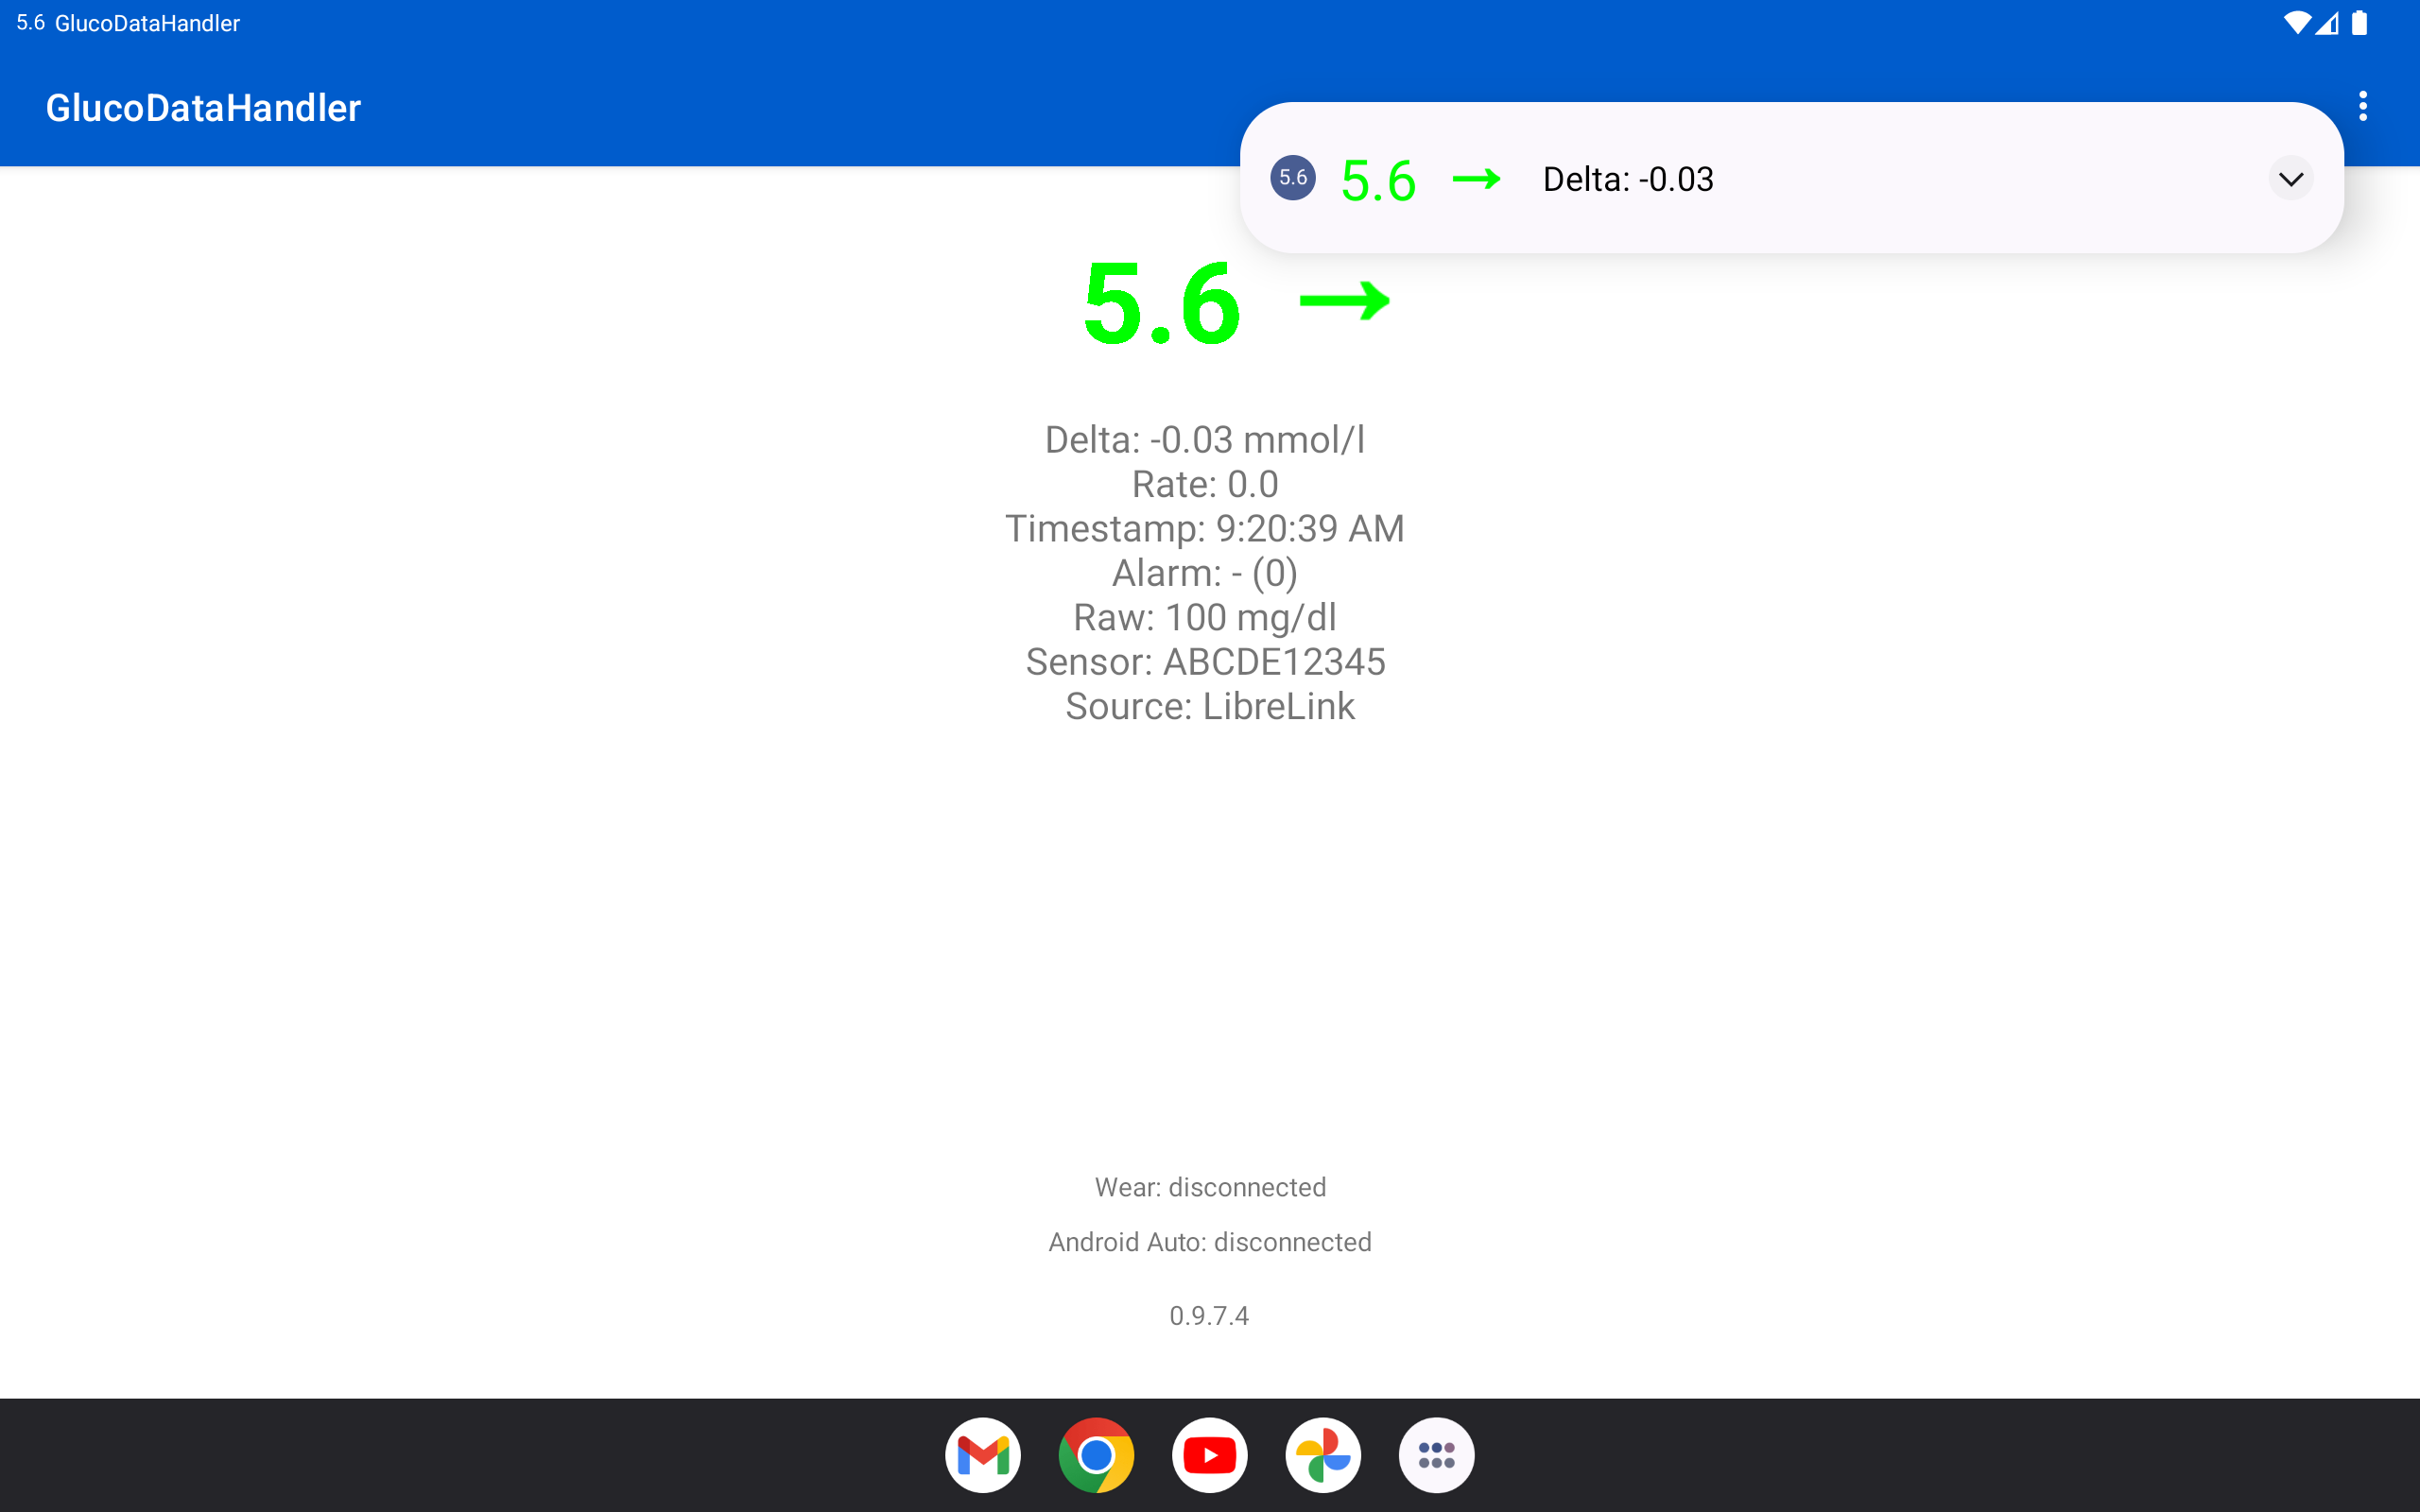 5.6 GlucoDataHandler
GlucoDataHandler
5.6 5.6 → Delta: -0.03
5.6 →
Delta: -0.03 mmol/l
Rate: 0.0
Timestamp: 9:20:39 AM
Alarm: - (0)
Raw: 100 mg/dl
Sensor: ABCDE12345
Source: LibreLink
Wear: disconnected
Android Auto: disconnected
0.9.7.4